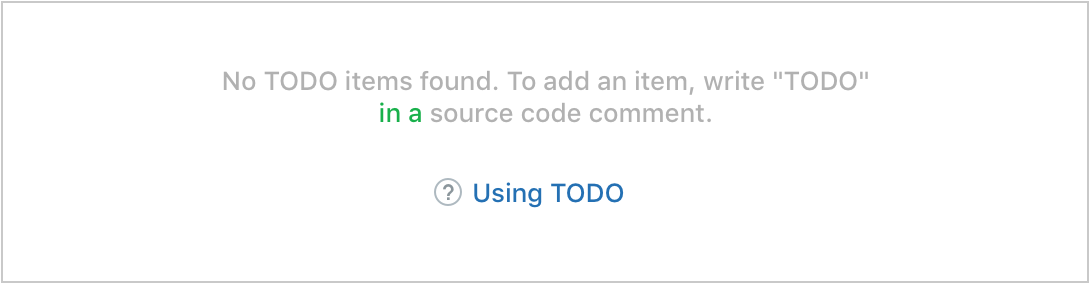 No TODO items found. To add an item, write "TODO"
in a source code comment.
? Using TODO